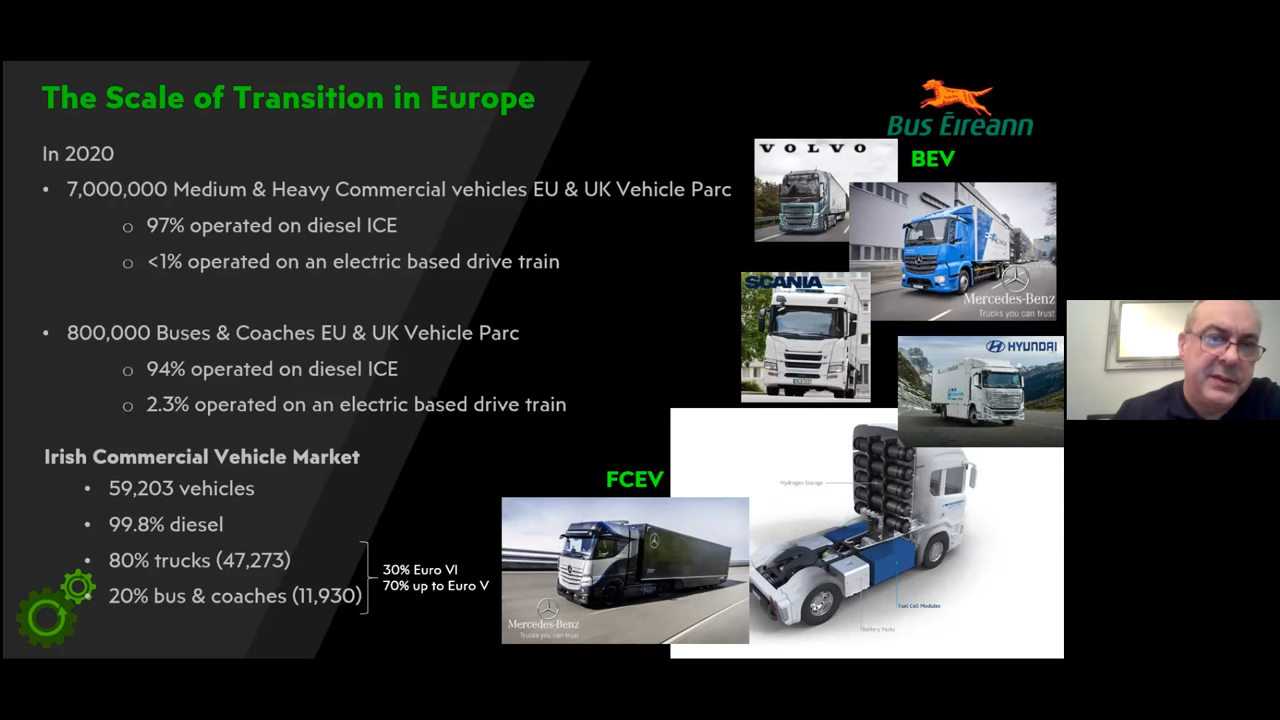 The Scale of Transition in Europe
In 2020
• 7,000,000 Medium & Heavy Commercial vehicles EU & UK Vehicle Parc
o 97% operated on diesel ICE
o <1% operated on an electric based drive train
• 800,000 Buses & Coaches EU & UK Vehicle Parc
o 94% operated on diesel ICE
o 2.3% operated on an electric based drive train
Irish Commercial Vehicle Market
• 59,203 vehicles
• 99.8% diesel
• 80% trucks (47,273)
• 20% bus & coaches (11,930)
30% Euro VI
70% up to Euro V
Bus Éireann
BEV
VOLVO
Mercedes-Benz
Trucks you can trust
SCANIA
HYUNDAI
FCEV
Mercedes-Benz
Trucks you can trust
Hydrogen Storage
Fuel Cell Modules
Battery Packs